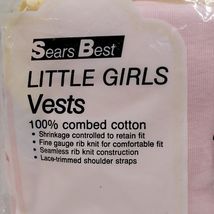 Sears Best
LITTLE GIRLS
Vests
100% combed cotton
• Shrinkage controlled to retain fit
• Fine gauge rib knit for comfortable fit
• Seamless rib knit construction
• Lace-trimmed shoulder straps